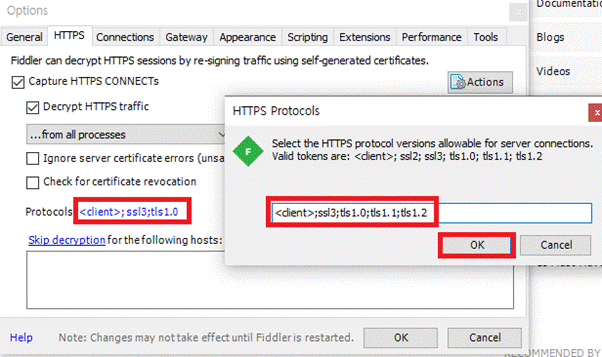 Options
General HTTPS Connections Gateway Appearance Scripting Extensions Performance Tools
Fiddler can decrypt HTTPS sessions by re-signing traffic using self-generated certificates.
Capture HTTPS CONNECTs
Actions
Decrypt HTTPS traffic
...from all processes
Ignore server certificate errors (unsa
Check for certificate revocation
Protocols: <client>; ssl3;tls1.0
Skip decryption for the following hosts:
Help
Note: Changes may not take effect until Fiddler is restarted.
OK
Cancel
HTTPS Protocols
F
Select the HTTPS protocol versions allowable for server connections.
Valid tokens are: <client>; ssl2; ssl3; tls1.0; tls1.1; tls1.2
<client>;ssl3;tls1.0;tls1.1;tls1.2
OK
Cancel
Documentatio
Blogs
Videos
RECOMMENDED BY